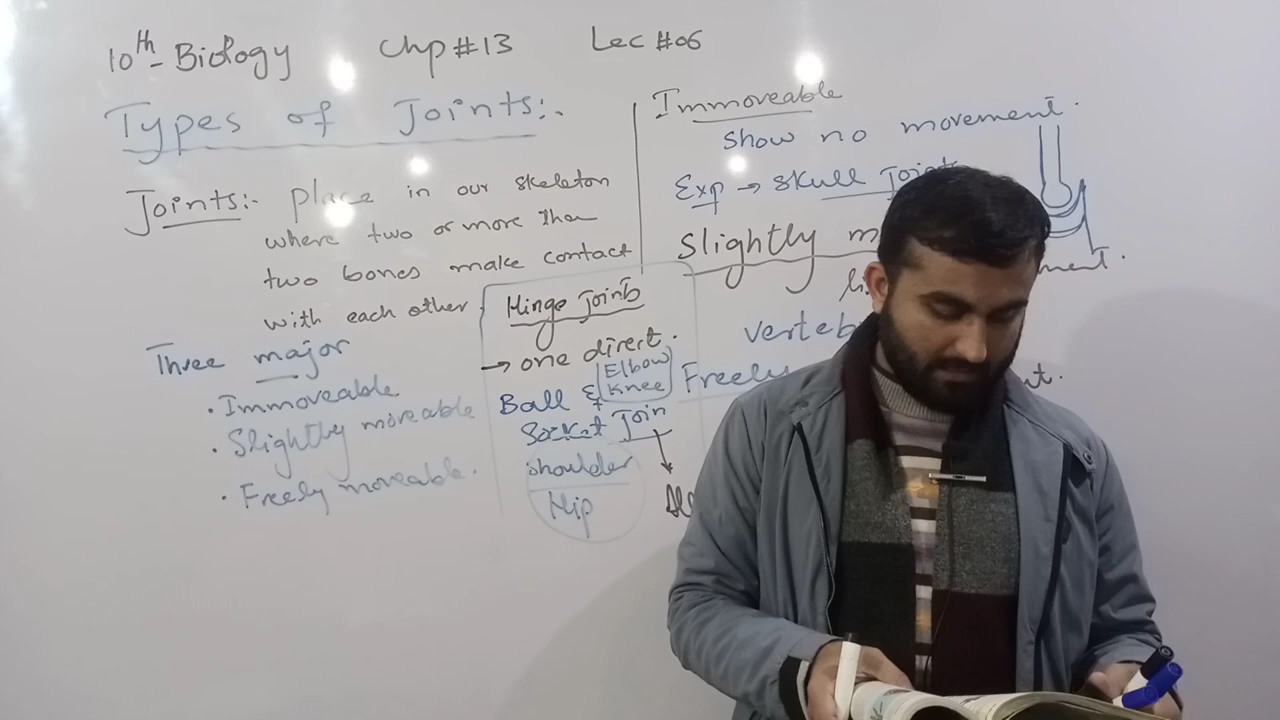 10th - Biology Chp #13 Lec #06
Types of Joints:.
Joints:- place in our skeleton
where two or more than
two bones make contact
with each other
Three major
. Immoveable
. Slightly moveable
. Freely moveable.
Hinge Joints
→ one direct.
Elbow
Knee
Ball &
Socket Join
shoulder
Hip
Immoveable
show no movement.
Exp → skull Joint
Slightly
Freely